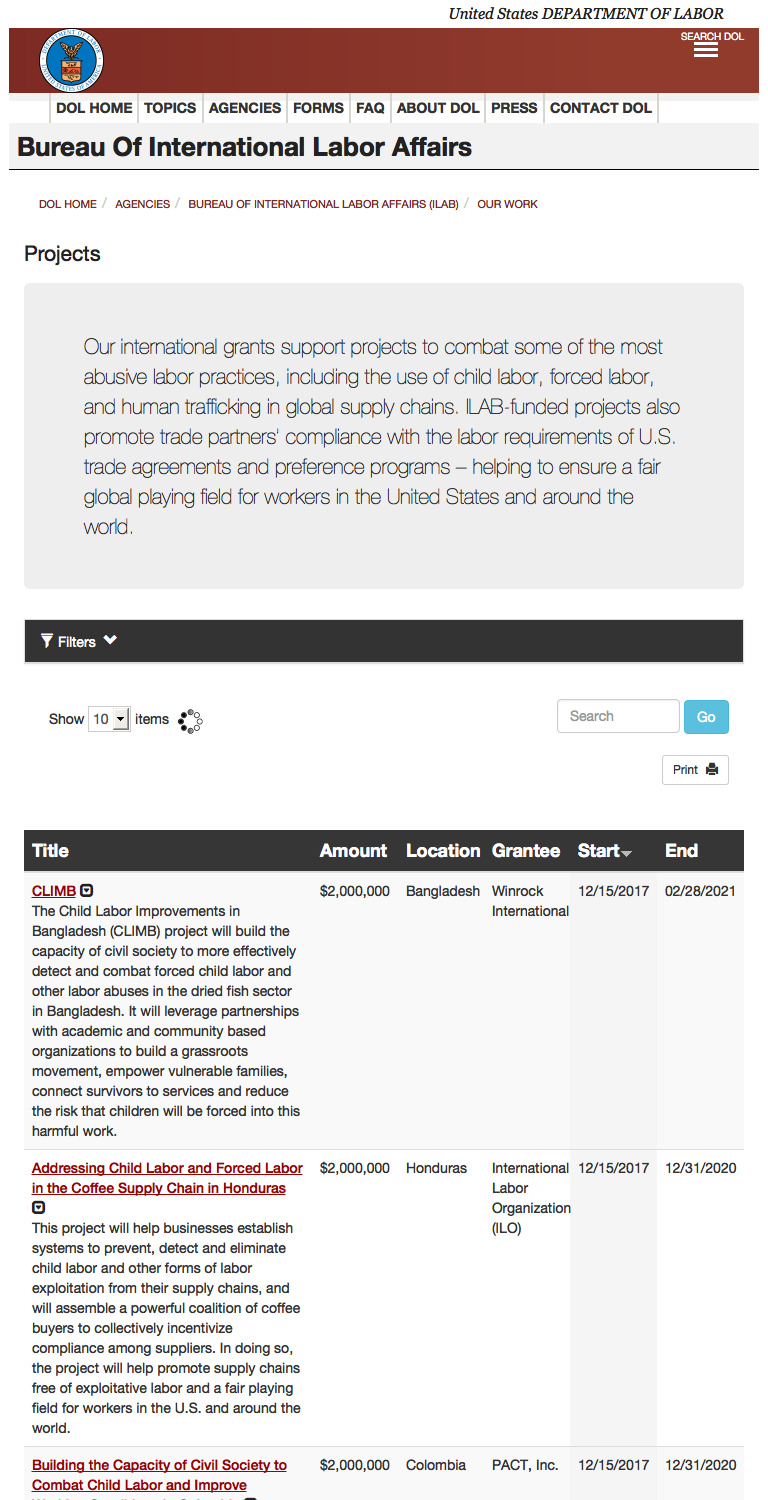 United States DEPARTMENT OF LABOR
SEARCH DOL
DOL HOME TOPICS AGENCIES FORMS FAQ ABOUT DOL PRESS CONTACT DOL
Bureau Of International Labor Affairs
DOL HOME / AGENCIES / BUREAU OF INTERNATIONAL LABOR AFFAIRS (ILAB) / OUR WORK
Projects
Our international grants support projects to combat some of the most
abusive labor practices, including the use of child labor, forced labor,
and human trafficking in global supply chains. ILAB-funded projects also
promote trade partners' compliance with the labor requirements of U.S.
trade agreements and preference programs – helping to ensure a fair
global playing field for workers in the United States and around the
world.
Filters
Show 10 items
Search Go
Print
Title Amount Location Grantee Start End
CLIMB $2,000,000 Bangladesh Winrock 12/15/2017 02/28/2021
International
The Child Labor Improvements in
Bangladesh (CLIMB) project will build the
capacity of civil society to more effectively
detect and combat forced child labor and
other labor abuses in the dried fish sector
in Bangladesh. It will leverage partnerships
with academic and community based
organizations to build a grassroots
movement, empower vulnerable families,
connect survivors to services and reduce
the risk that children will be forced into this
harmful work.
Addressing Child Labor and Forced Labor $2,000,000 Honduras International 12/15/2017 12/31/2020
in the Coffee Supply Chain in Honduras Labor
Organization
(ILO)
This project will help businesses establish
systems to prevent, detect and eliminate
child labor and other forms of labor
exploitation from their supply chains, and
will assemble a powerful coalition of coffee
buyers to collectively incentivize
compliance among suppliers. In doing so,
the project will help promote supply chains
free of exploitative labor and a fair playing
field for workers in the U.S. and around the
world.
Building the Capacity of Civil Society to $2,000,000 Colombia PACT, Inc. 12/15/2017 12/31/2020
Combat Child Labor and Improve